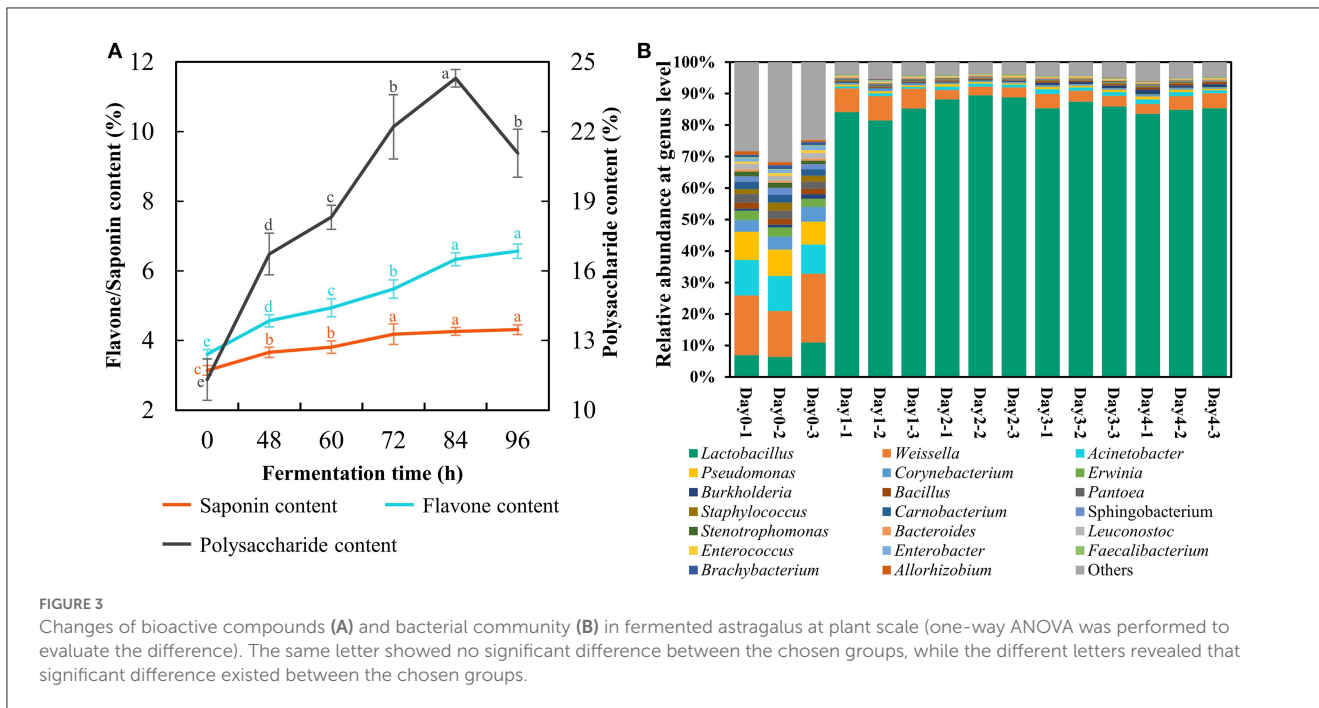 A
Flavone/Saponin content (%)
12
10
8
6
4
2
25
22
19
16
13
10
Polysaccharide content (%)
a
b
b
c
d
e
a
a
b
c
d
e
a
a
a
b
b
c
0 48 60 72 84 96
Fermentation time (h)
Saponin content Flavone content
Polysaccharide content
B
Relative abundance at genus level
100%
90%
80%
70%
60%
50%
40%
30%
20%
10%
0%
Day0-1
Day0-2
Day0-3
Day1-1
Day1-2
Day1-3
Day2-1
Day2-2
Day2-3
Day3-1
Day3-2
Day3-3
Day4-1
Day4-2
Day4-3
Lactobacillus Weissella Acinetobacter
Pseudomonas Corynebacterium Erwinia
Burkholderia Bacillus Pantoea
Staphylococcus Carnobacterium Sphingobacterium
Stenotrophomonas Bacteroides Leuconostoc
Enterococcus Enterobacter Faecalibacterium
Brachybacterium Allorhizobium Others
FIGURE 3
Changes of bioactive compounds (A) and bacterial community (B) in fermented astragalus at plant scale (one-way ANOVA was performed to
evaluate the difference). The same letter showed no significant difference between the chosen groups, while the different letters revealed that
significant difference existed between the chosen groups.